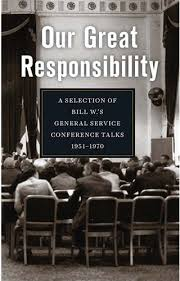 Our Great
Responsibility
A SELECTION OF
BILL W.'S
GENERAL SERVICE
CONFERENCE TALKS
1951–1970